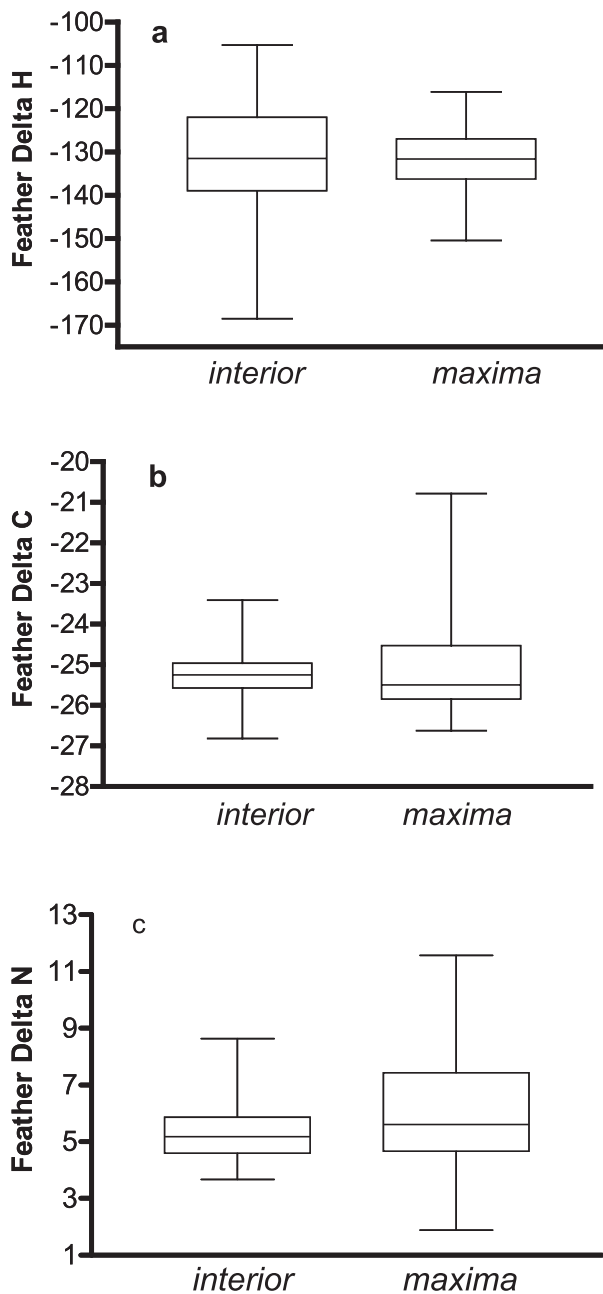 a
Feather Delta H
-100
-110
-120
-130
-140
-150
-160
-170
interior maxima
b
Feather Delta C
-20
-21
-22
-23
-24
-25
-26
-27
-28
interior maxima
c
Feather Delta N
13
11
9
7
5
3
1
interior maxima